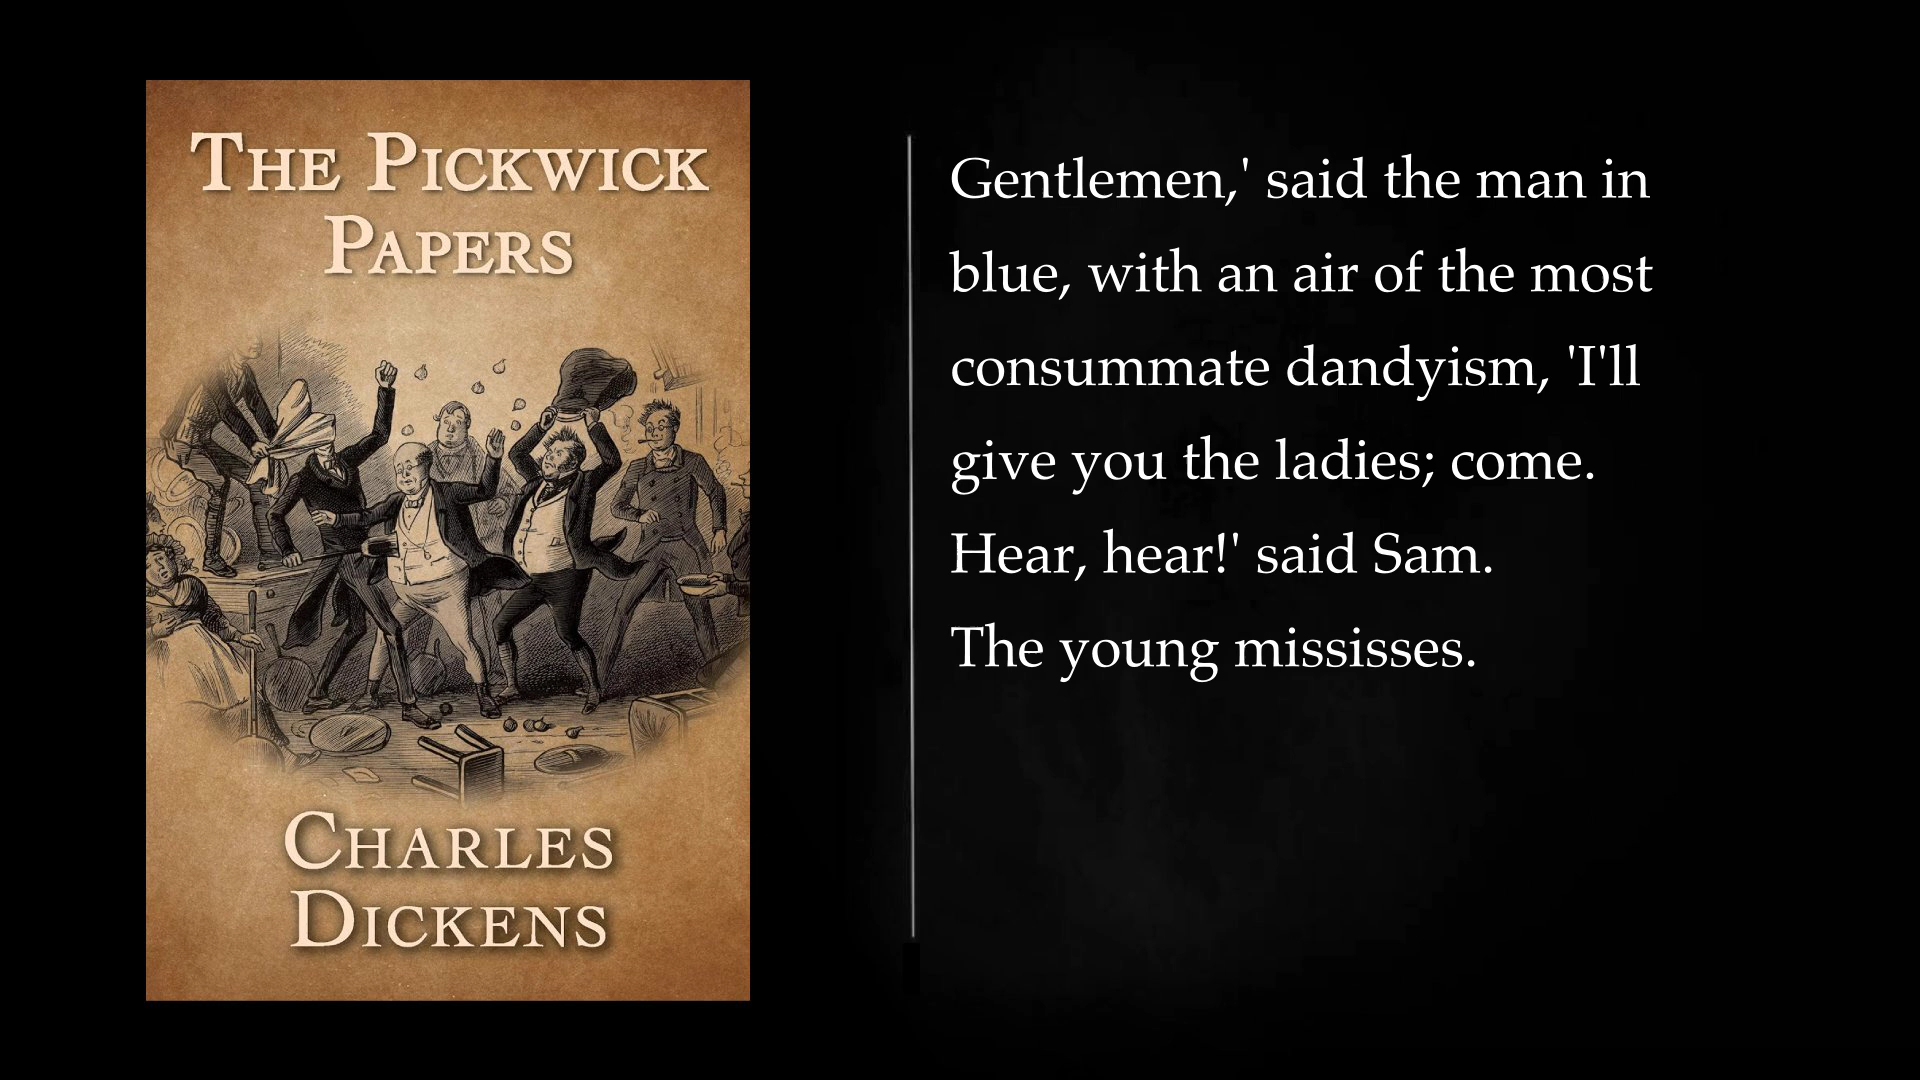 The Pickwick
Papers
Charles
Dickens
Gentlemen,' said the man in
blue, with an air of the most
consummate dandyism, 'I'll
give you the ladies; come.
Hear, hear!' said Sam.
The young mississes.